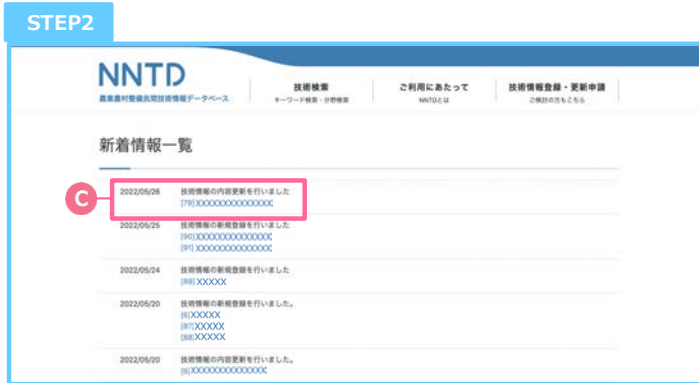 STEP2
NNTD
農業農村整備民間技術情報データベース
技術検索
キーワード検索・分野検索
ご利用にあたって
NNTDとは
技術情報登録・更新申請
ご検討の方もこちら
新着情報一覧
C
2022/05/26 技術情報の内容更新を行いました
[79] XXXXXXXXXXXXXX
2022/05/25 技術情報の新規登録を行いました
[90] XXXXXXXXXXXXXX
[91] XXXXXXXXXXXXXX
2022/05/24 技術情報の新規登録を行いました
[89] XXXXX
2022/05/20 技術情報の新規登録を行いました。
[6] XXXXX
[87] XXXXX
[88] XXXXX
2022/05/20 技術情報の内容更新を行いました。
[6] XXXXXXXXXXXXXX